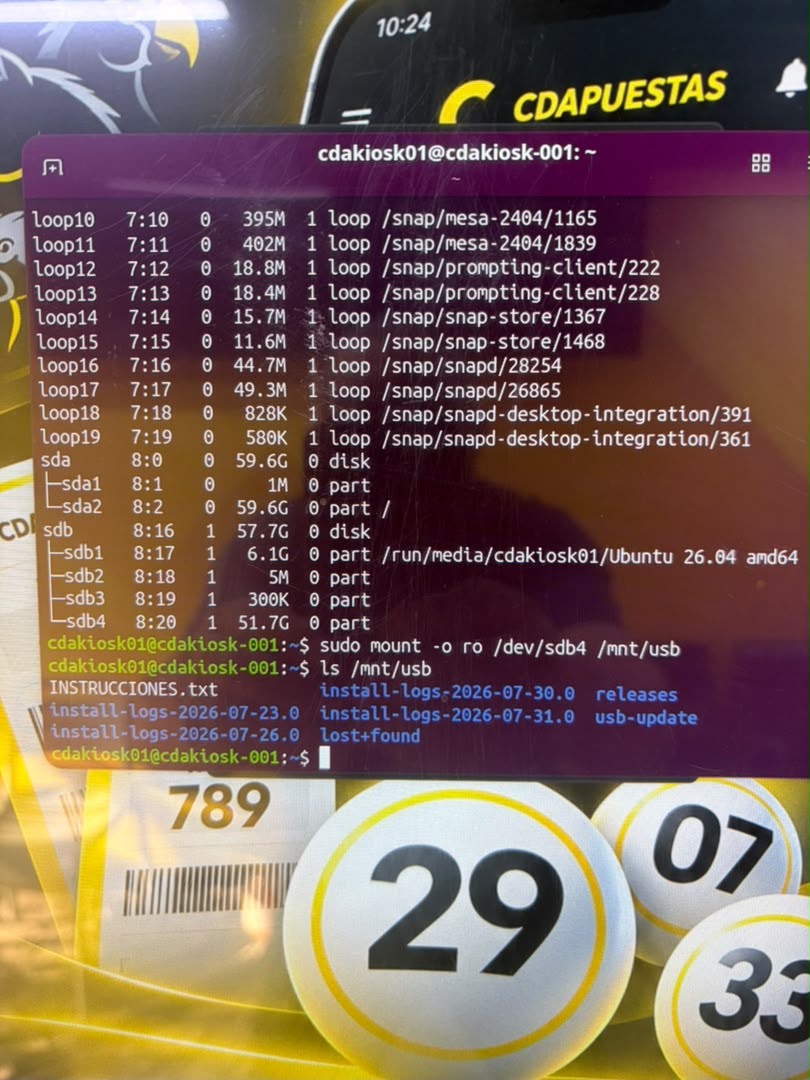 10:24
CDAPUESTAS
cdakiosk01@cdakiosk-001: ~
~
loop10 7:10 0 395M 1 loop /snap/mesa-2404/1165
loop11 7:11 0 402M 1 loop /snap/mesa-2404/1839
loop12 7:12 0 18.8M 1 loop /snap/prompting-client/222
loop13 7:13 0 18.4M 1 loop /snap/prompting-client/228
loop14 7:14 0 15.7M 1 loop /snap/snap-store/1367
loop15 7:15 0 11.6M 1 loop /snap/snap-store/1468
loop16 7:16 0 44.7M 1 loop /snap/snapd/28254
loop17 7:17 0 49.3M 1 loop /snap/snapd/26865
loop18 7:18 0 828K 1 loop /snap/snapd-desktop-integration/391
loop19 7:19 0 580K 1 loop /snap/snapd-desktop-integration/361
sda 8:0 0 59.6G 0 disk
├─sda1 8:1 0 1M 0 part
└─sda2 8:2 0 59.6G 0 part /
sdb 8:16 1 57.7G 0 disk
├─sdb1 8:17 1 6.1G 0 part /run/media/cdakiosk01/Ubuntu 26.04 amd64
├─sdb2 8:18 1 5M 0 part
├─sdb3 8:19 1 300K 0 part
└─sdb4 8:20 1 51.7G 0 part
cdakiosk01@cdakiosk-001:~$ sudo mount -o ro /dev/sdb4 /mnt/usb
cdakiosk01@cdakiosk-001:~$ ls /mnt/usb
INSTRUCCIONES.txt install-logs-2026-07-30.0 releases
install-logs-2026-07-23.0 install-logs-2026-07-31.0 usb-update
install-logs-2026-07-26.0 lost+found
cdakiosk01@cdakiosk-001:~$
789
29
07
33